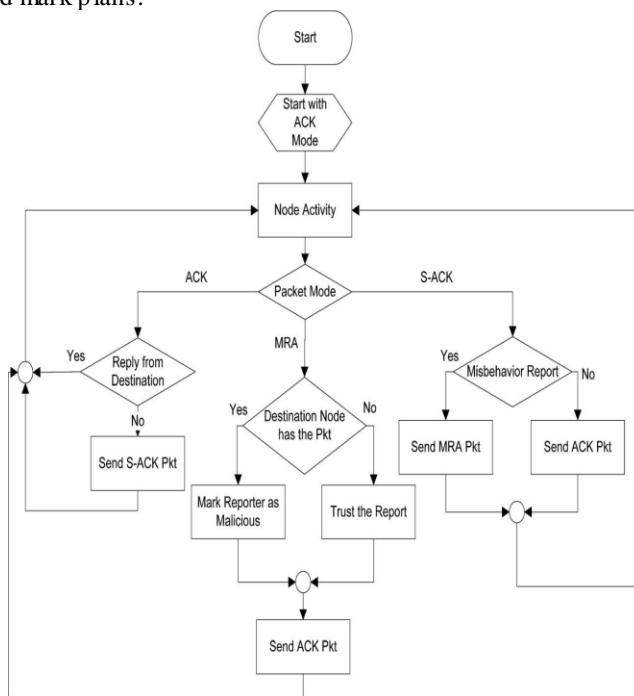 d mark plans?
Start
Start with
ACK
Mode
Node Activity
ACK
Packet Mode
S-ACK
MRA
Yes
Reply from
Destination
No
Send S-ACK Pkt
Yes
Destination Node
has the Pkt
No
Yes
Misbehavior Report
No
Send MRA Pkt
Send ACK Pkt
Mark Reporter as
Malicious
Trust the Report
Send ACK Pkt